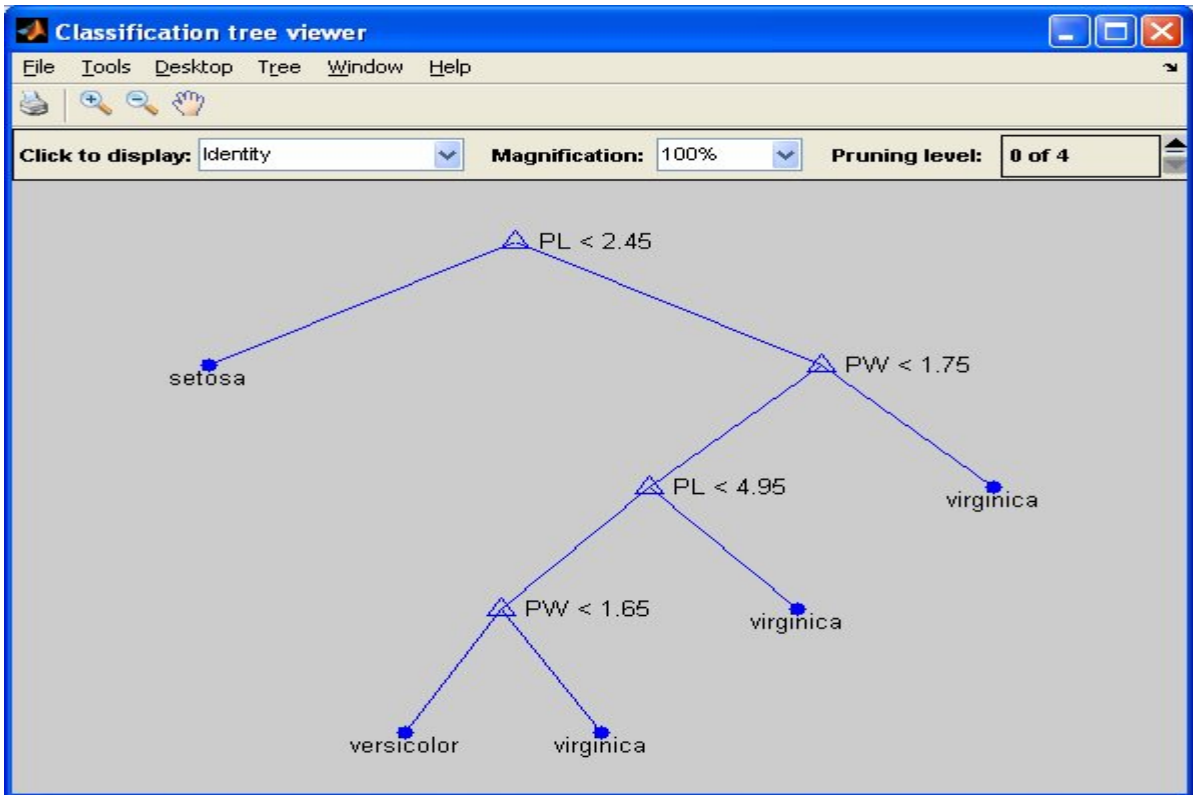 Classification tree viewer
File Tools Desktop Tree Window Help
Click to display: Identity Magnification: 100% Pruning level: 0 of 4
PL < 2.45
setosa
PW < 1.75
PL < 4.95
virginica
PW < 1.65
virginica
versicolor
virginica